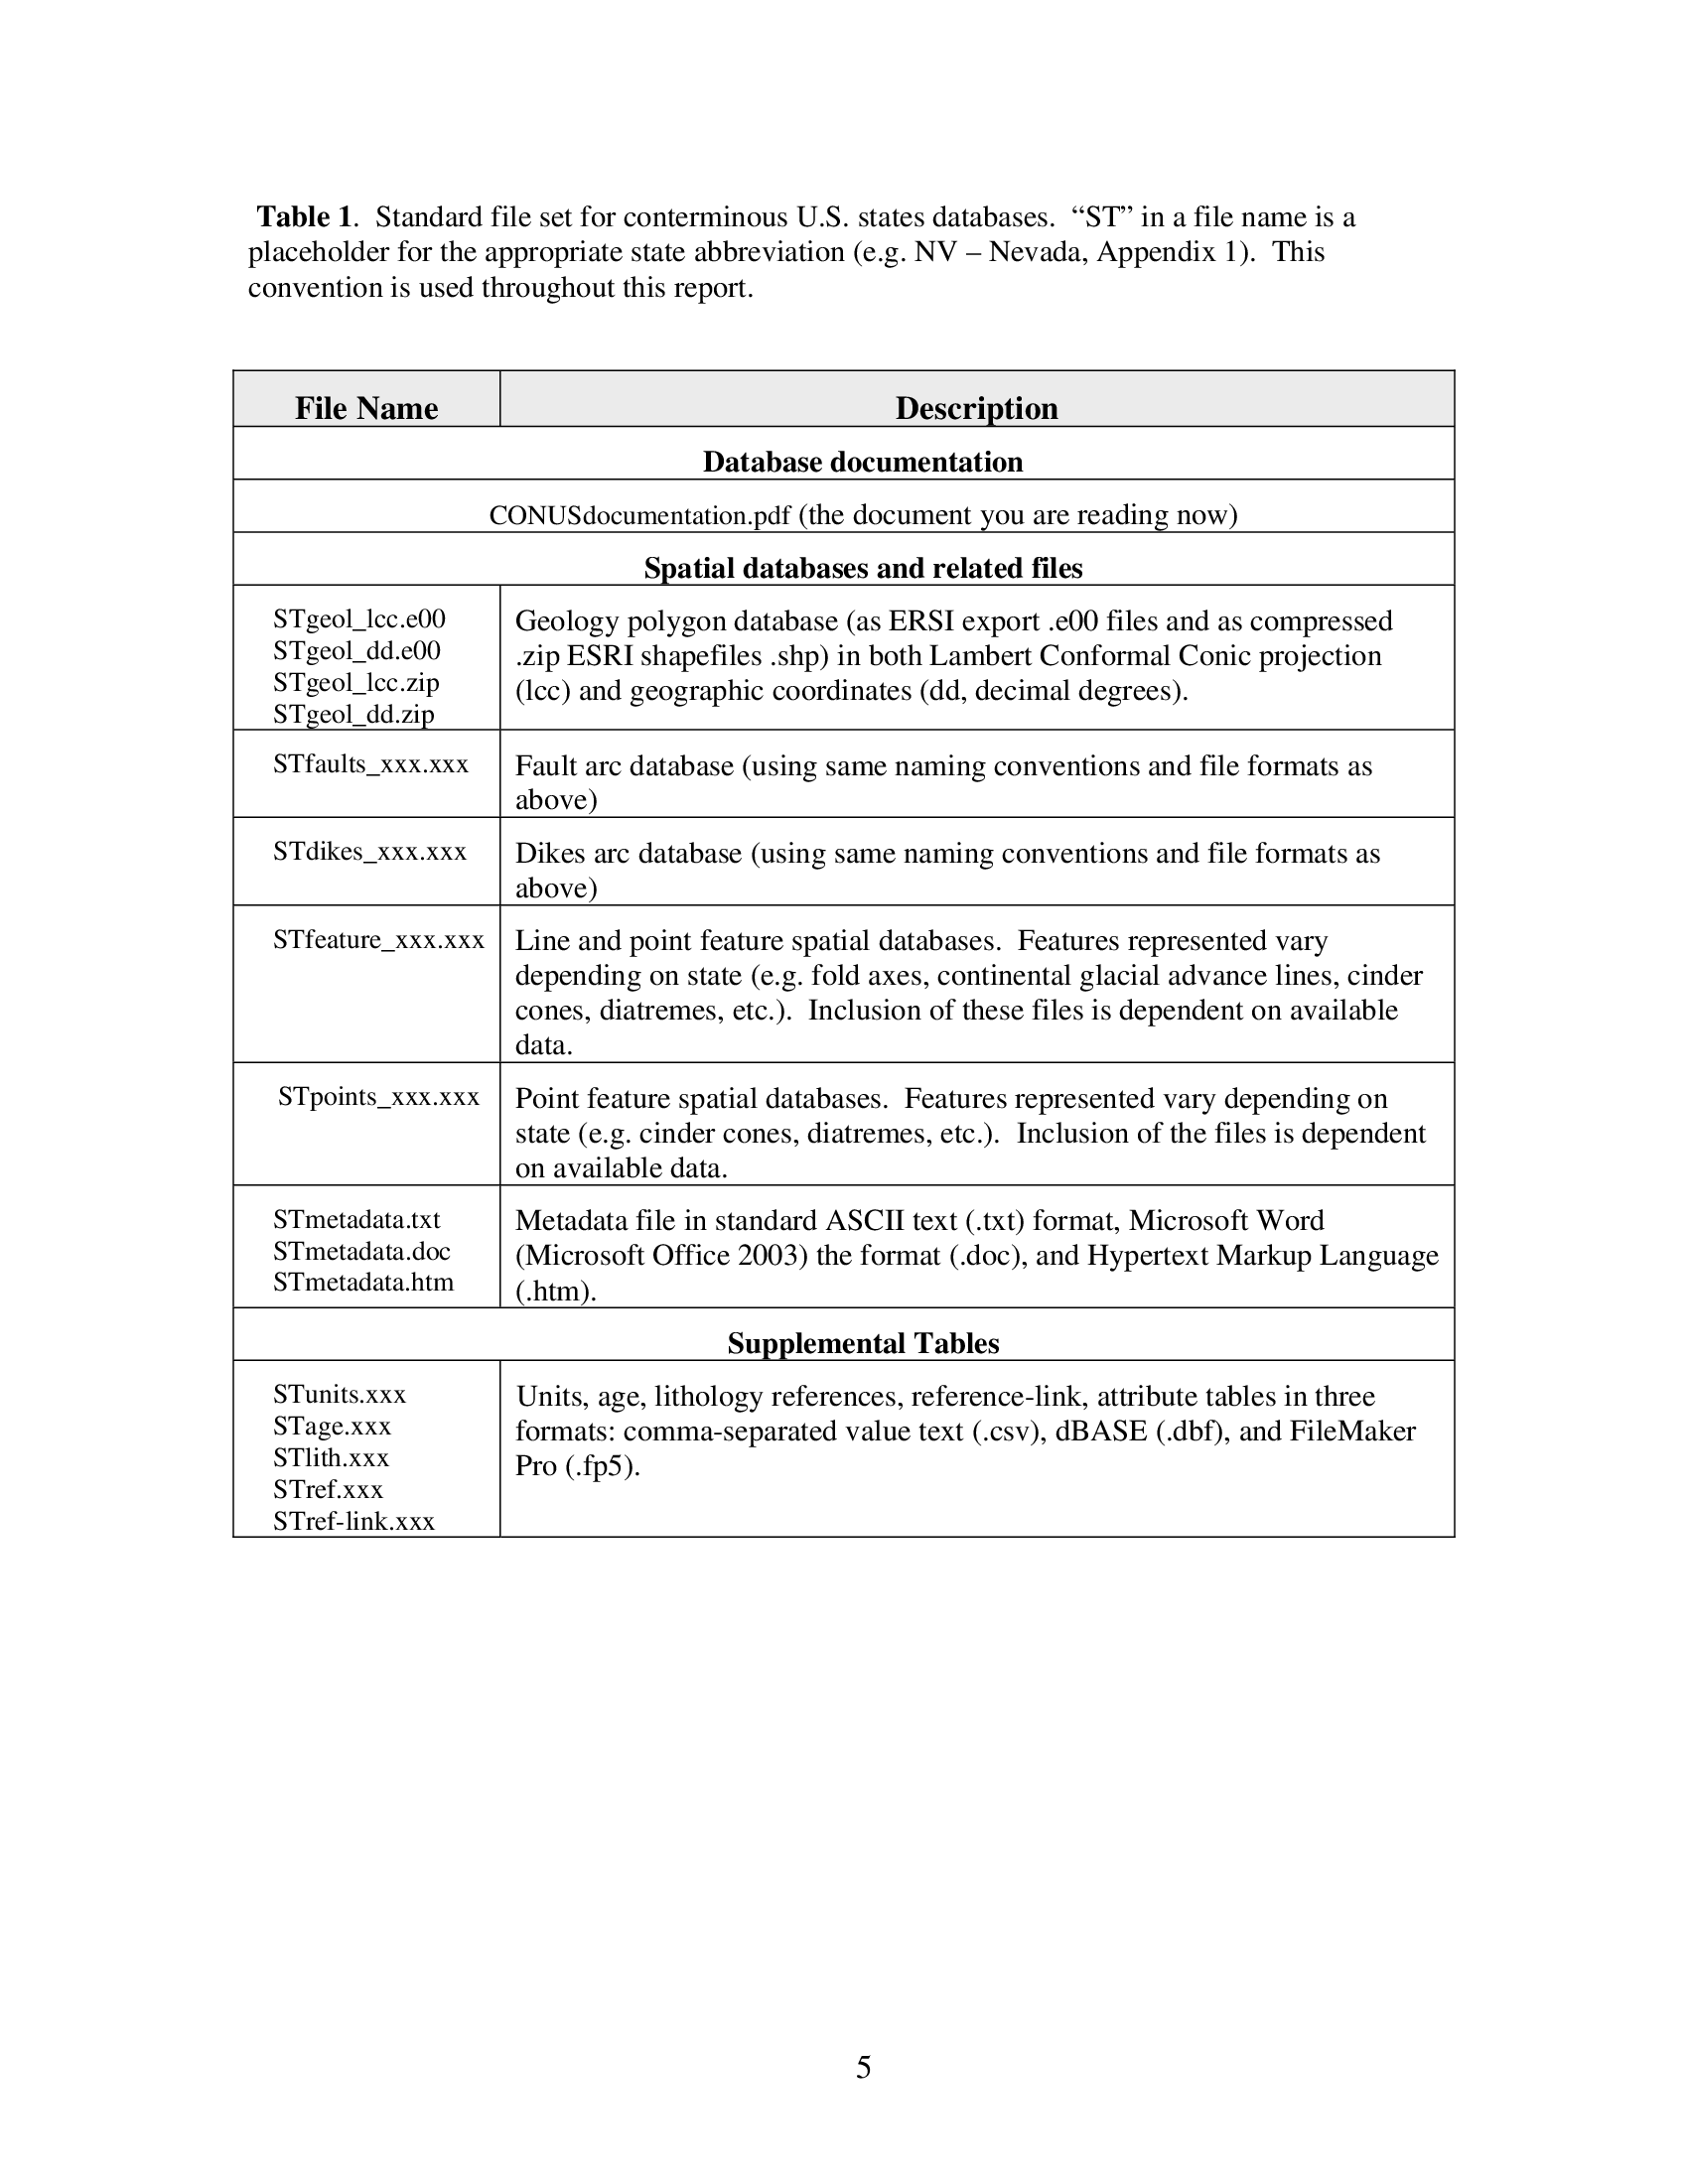 Table 1.  Standard file set for conterminous U.S. states databases.  “ST” in a file name is a
placeholder for the appropriate state abbreviation (e.g. NV – Nevada, Appendix 1).  This
convention is used throughout this report.
File Name
Description
Database documentation
CONUSdocumentation.pdf (the document you are reading now)
Spatial databases and related files
STgeol_lcc.e00
STgeol_dd.e00
STgeol_lcc.zip
STgeol_dd.zip
Geology polygon database (as ERSI export .e00 files and as compressed
.zip ESRI shapefiles .shp) in both Lambert Conformal Conic projection
(lcc) and geographic coordinates (dd, decimal degrees).
STfaults_xxx.xxx
Fault arc database (using same naming conventions and file formats as
above)
STdikes_xxx.xxx
Dikes arc database (using same naming conventions and file formats as
above)
STfeature_xxx.xxx
Line and point feature spatial databases.  Features represented vary
depending on state (e.g. fold axes, continental glacial advance lines, cinder
cones, diatremes, etc.).  Inclusion of these files is dependent on available
data.
STpoints_xxx.xxx
Point feature spatial databases.  Features represented vary depending on
state (e.g. cinder cones, diatremes, etc.).  Inclusion of the files is dependent
on available data.
STmetadata.txt
STmetadata.doc
STmetadata.htm
Metadata file in standard ASCII text (.txt) format, Microsoft Word
(Microsoft Office 2003) the format (.doc), and Hypertext Markup Language
(.htm).
Supplemental Tables
STunits.xxx
STage.xxx
STlith.xxx
STref.xxx
STref-link.xxx
Units, age, lithology references, reference-link, attribute tables in three
formats: comma-separated value text (.csv), dBASE (.dbf), and FileMaker
Pro (.fp5).
5